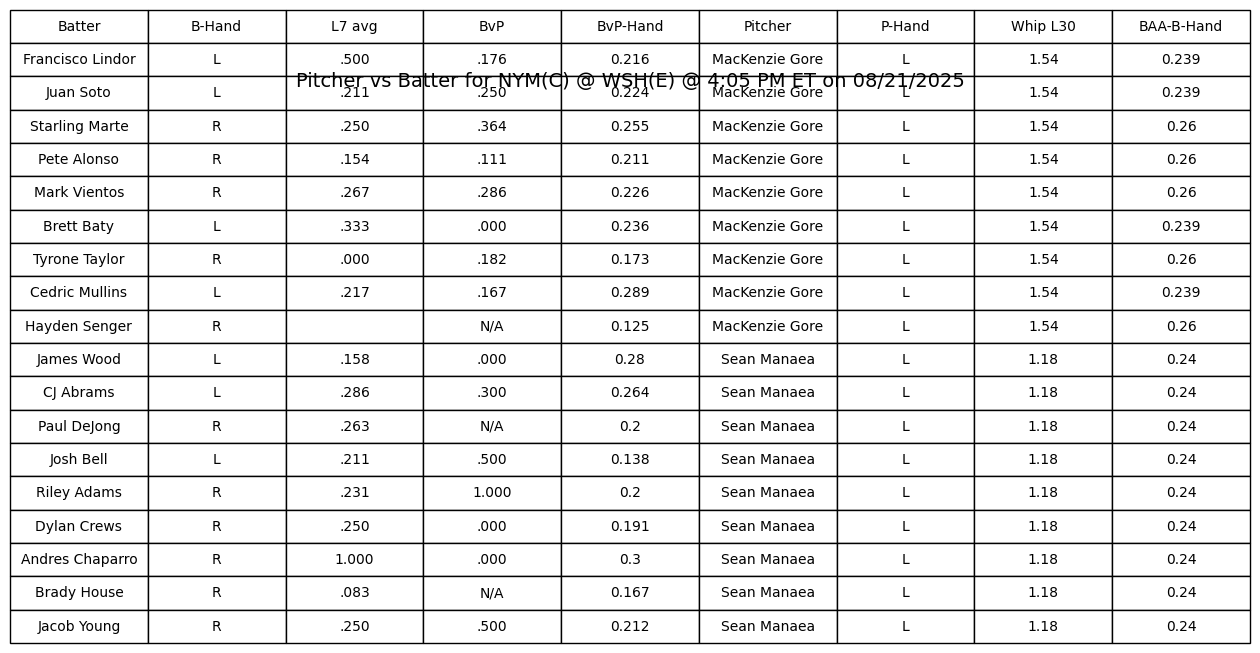 Batter B-Hand L7 avg BvP BvP-Hand Pitcher P-Hand Whip L30 BAA-B-Hand
Francisco Lindor L .500 .176 0.216 MacKenzie Gore L 1.54 0.239
Pitcher vs Batter for NYM(C) @ WSH(E) @ 4:05 PM ET on 08/21/2025
Juan Soto L .211 .250 0.224 MacKenzie Gore L 1.54 0.239
Starling Marte R .250 .364 0.255 MacKenzie Gore L 1.54 0.26
Pete Alonso R .154 .111 0.211 MacKenzie Gore L 1.54 0.26
Mark Vientos R .267 .286 0.226 MacKenzie Gore L 1.54 0.26
Brett Baty L .333 .000 0.236 MacKenzie Gore L 1.54 0.239
Tyrone Taylor R .000 .182 0.173 MacKenzie Gore L 1.54 0.26
Cedric Mullins L .217 .167 0.289 MacKenzie Gore L 1.54 0.239
Hayden Senger R N/A 0.125 MacKenzie Gore L 1.54 0.26
James Wood L .158 .000 0.28 Sean Manaea L 1.18 0.24
CJ Abrams L .286 .300 0.264 Sean Manaea L 1.18 0.24
Paul DeJong R .263 N/A 0.2 Sean Manaea L 1.18 0.24
Josh Bell L .211 .500 0.138 Sean Manaea L 1.18 0.24
Riley Adams R .231 1.000 0.2 Sean Manaea L 1.18 0.24
Dylan Crews R .250 .000 0.191 Sean Manaea L 1.18 0.24
Andres Chaparro R 1.000 .000 0.3 Sean Manaea L 1.18 0.24
Brady House R .083 N/A 0.167 Sean Manaea L 1.18 0.24
Jacob Young R .250 .500 0.212 Sean Manaea L 1.18 0.24